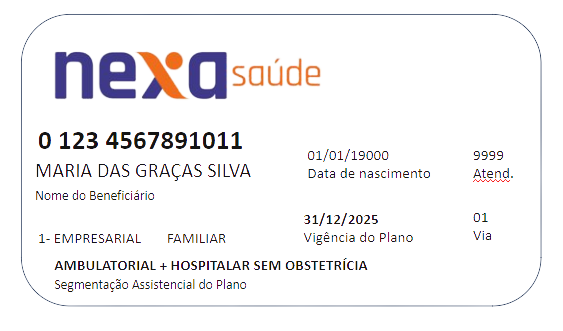 nexa saúde
0 123 4567891011
MARIA DAS GRAÇAS SILVA
Nome do Beneficiário
01/01/19000
Data de nascimento
9999
Atend.
31/12/2025
Vigência do Plano
01
Via
1- EMPRESARIAL FAMILIAR
AMBULATORIAL + HOSPITALAR SEM OBSTETRÍCIA
Segmentação Assistencial do Plano